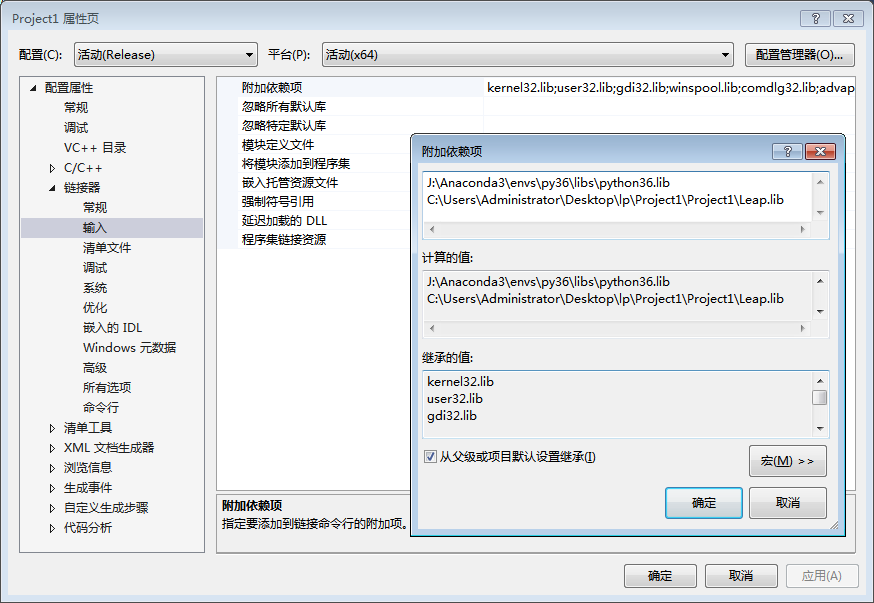 Project1 属性页
配置(C): 活动(Release) 平台(P): 活动(x64) 配置管理器(O)...
配置属性
常规
调试
VC++ 目录
C/C++
链接器
常规
输入
清单文件
调试
系统
优化
嵌入的 IDL
Windows 元数据
高级
所有选项
命令行
清单工具
XML 文档生成器
浏览信息
生成事件
自定义生成步骤
代码分析
附加依赖项 kernel32.lib;user32.lib;gdi32.lib;winspool.lib;comdlg32.lib;advap
忽略所有默认库
忽略特定默认库
模块定义文件
将模块添加到程序集
嵌入托管资源文件
强制符号引用
延迟加载的 DLL
程序集链接资源
附加依赖项
指定要添加到链接命令行的附加项。
附加依赖项
J:\Anaconda3\envs\py36\libs\python36.lib
C:\Users\Administrator\Desktop\lp\Project1\Project1\Leap.lib
计算的值:
J:\Anaconda3\envs\py36\libs\python36.lib
C:\Users\Administrator\Desktop\lp\Project1\Project1\Leap.lib
继承的值:
kernel32.lib
user32.lib
gdi32.lib
从父级或项目默认设置继承(I)
宏(M) >>
确定 取消
确定 取消 应用(A)